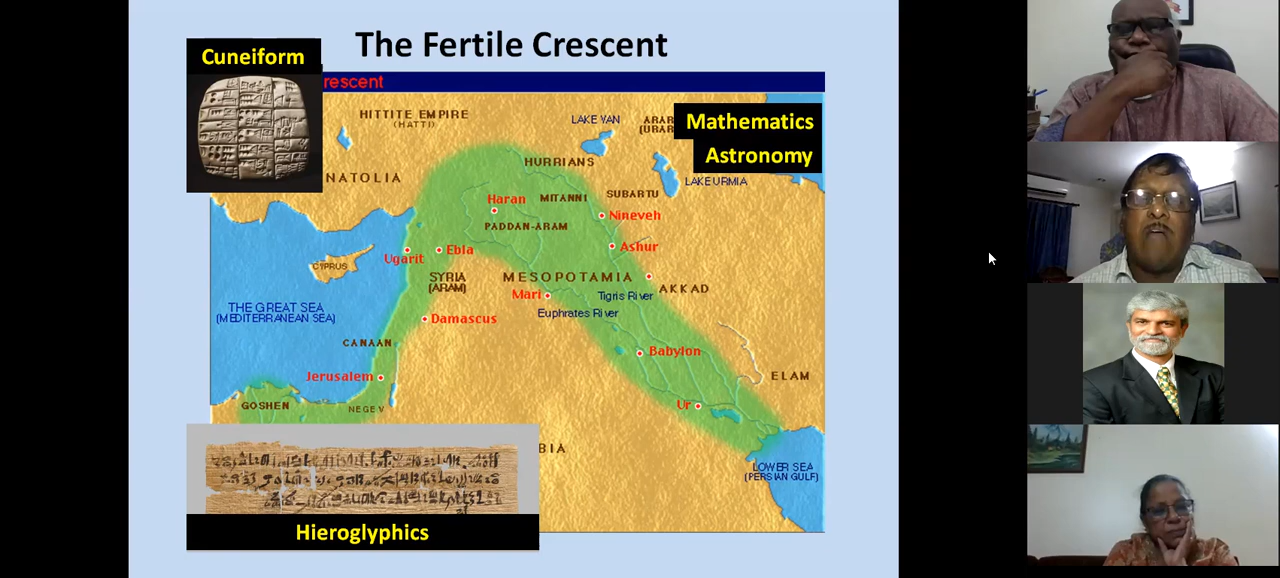 The Fertile Crescent
Cuneiform
rescent
HITTITE EMPIRE
(HATTI)
LAKE VAN
ARAR
(URAR
Mathematics
Astronomy
NATOLIA
HURRIANS
LAKE URMIA
SUBARTU
MITANNI
Haran
Nineveh
PADDAN-ARAM
Ashur
Ugarit
Ebla
CYPRUS
SYRIA
(ARAM)
MESOPOTAMIA
AKKAD
Mari
Tigris River
Euphrates River
THE GREAT SEA
(MEDITERRANEAN SEA)
Damascus
CANAAN
Babylon
Jerusalem
ELAM
GOSHEN
NEGEV
Ur
BIA
LOWER SEA
(PERSIAN GULF)
Hieroglyphics